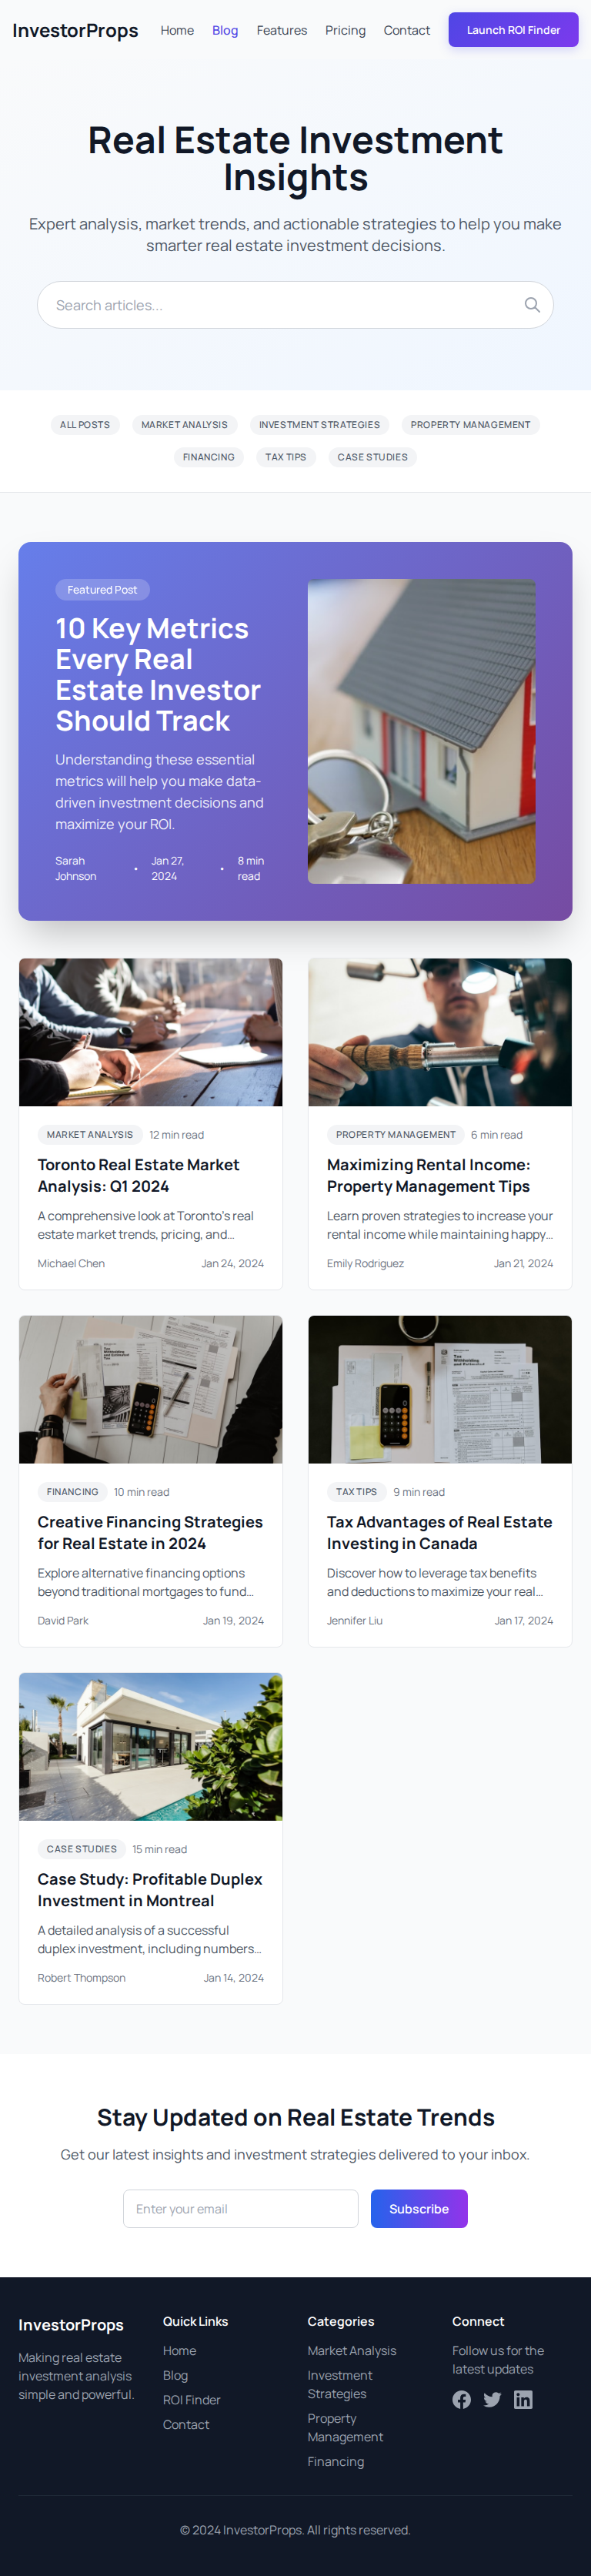 InvestorProps
Home
Blog
Features
Pricing
Contact
Launch ROI Finder
Real Estate Investment
Insights
Expert analysis, market trends, and actionable strategies to help you make
smarter real estate investment decisions.
Search articles...
ALL POSTS
MARKET ANALYSIS
INVESTMENT STRATEGIES
PROPERTY MANAGEMENT
FINANCING
TAX TIPS
CASE STUDIES
Featured Post
10 Key Metrics
Every Real
Estate Investor
Should Track
Understanding these essential
metrics will help you make data-
driven investment decisions and
maximize your ROI.
Sarah
Johnson
•
Jan 27,
2024
•
8 min
read
MARKET ANALYSIS
12 min read
Toronto Real Estate Market
Analysis: Q1 2024
A comprehensive look at Toronto's real
estate market trends, pricing, and...
Michael Chen
Jan 24, 2024
PROPERTY MANAGEMENT
6 min read
Maximizing Rental Income:
Property Management Tips
Learn proven strategies to increase your
rental income while maintaining happy...
Emily Rodriguez
Jan 21, 2024
FINANCING
10 min read
Creative Financing Strategies
for Real Estate in 2024
Explore alternative financing options
beyond traditional mortgages to fund...
David Park
Jan 19, 2024
TAX TIPS
9 min read
Tax Advantages of Real Estate
Investing in Canada
Discover how to leverage tax benefits
and deductions to maximize your real...
Jennifer Liu
Jan 17, 2024
CASE STUDIES
15 min read
Case Study: Profitable Duplex
Investment in Montreal
A detailed analysis of a successful
duplex investment, including numbers...
Robert Thompson
Jan 14, 2024
Stay Updated on Real Estate Trends
Get our latest insights and investment strategies delivered to your inbox.
Enter your email
Subscribe
InvestorProps
Making real estate
investment analysis
simple and powerful.
Quick Links
Home
Blog
ROI Finder
Contact
Categories
Market Analysis
Investment
Strategies
Property
Management
Financing
Connect
Follow us for the
latest updates
© 2024 InvestorProps. All rights reserved.